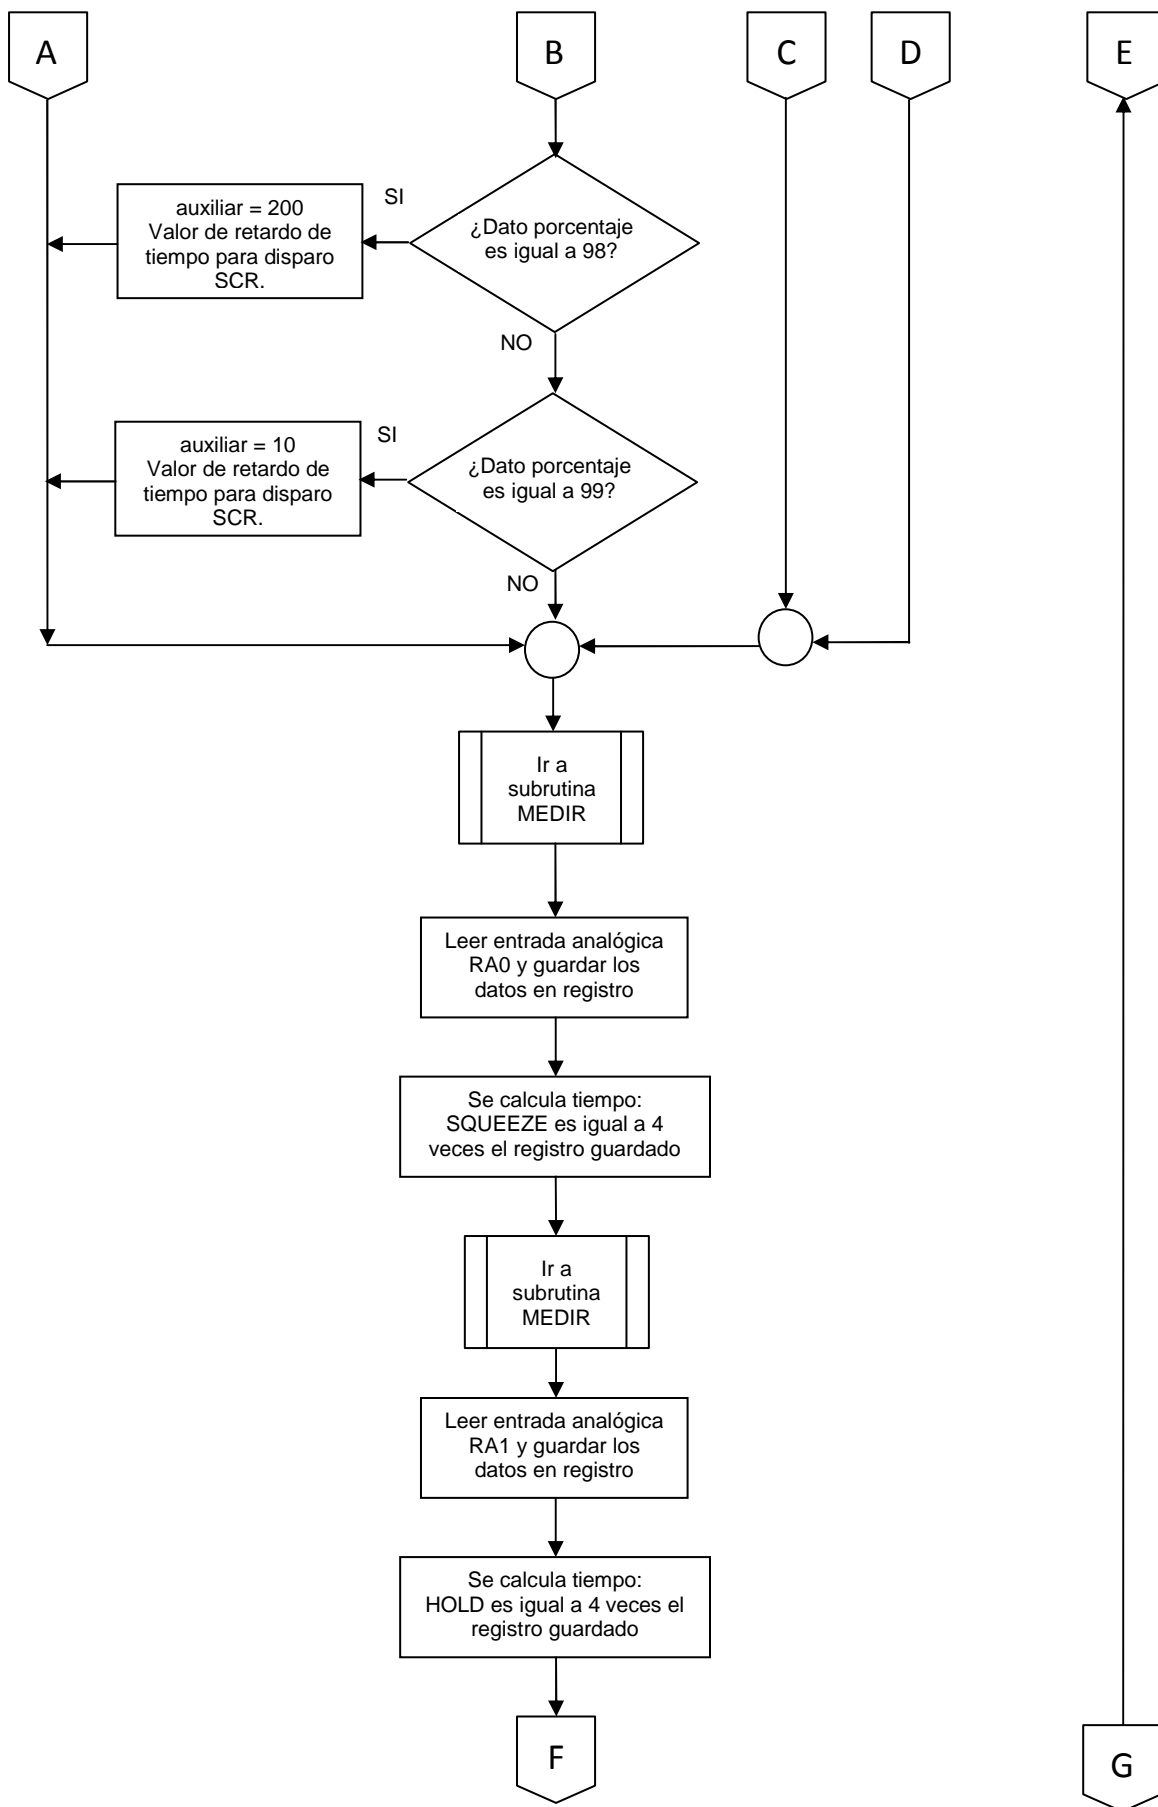 A
B
C
D
E
SI
auxiliar = 200
Valor de retardo de
tiempo para disparo
SCR.
¿Dato porcentaje
es igual a 98?
NO
SI
auxiliar = 10
Valor de retardo de
tiempo para disparo
SCR.
¿Dato porcentaje
es igual a 99?
NO
Ir a
subrutina
MEDIR
Leer entrada analógica
RA0 y guardar los
datos en registro
Se calcula tiempo:
SQUEEZE es igual a 4
veces el registro guardado
Ir a
subrutina
MEDIR
Leer entrada analógica
RA1 y guardar los
datos en registro
Se calcula tiempo:
HOLD es igual a 4 veces el
registro guardado
F
G